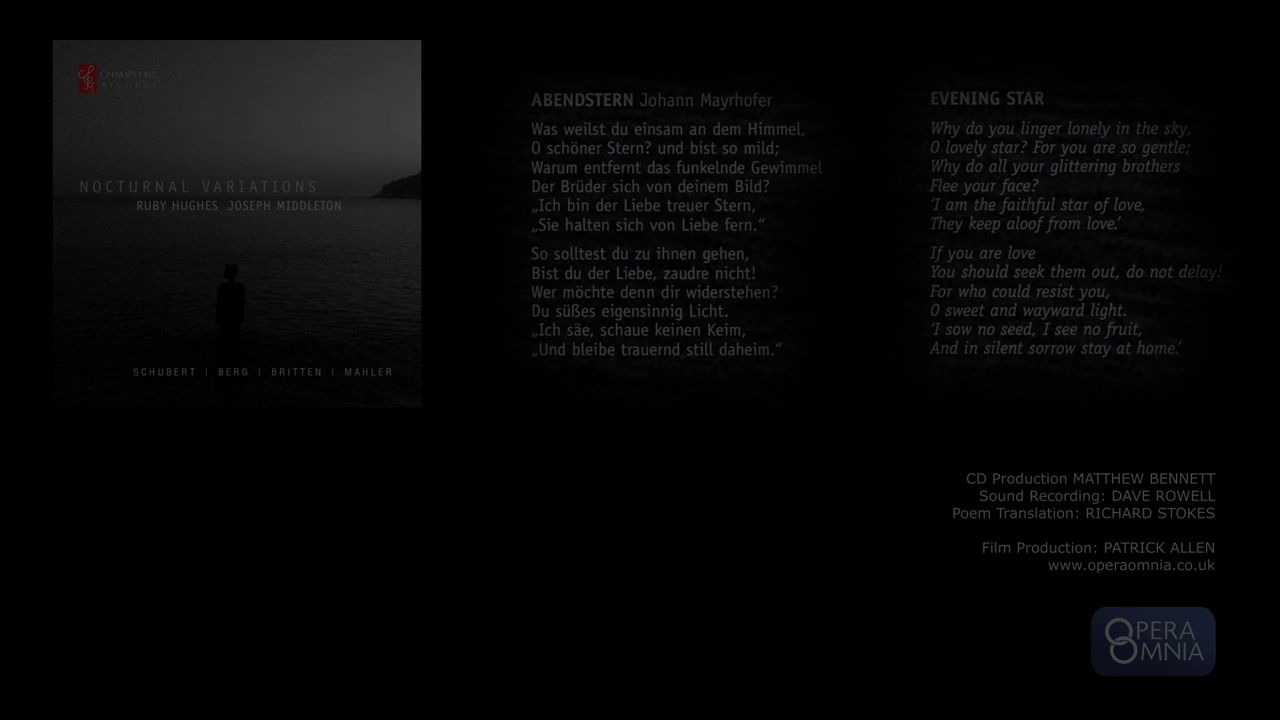 CHAMPS HILL
RECORDS
NOCTURNAL VARIATIONS
RUBY HUGHES JOSEPH MIDDLETON
SCHUBERT | BERG | BRITTEN | MAHLER
ABENDSTERN Johann Mayrhofer
Was weilst du einsam an dem Himmel,
O schöner Stern? und bist so mild;
Warum entfernt das funkelnde Gewimmel
Der Brüder sich von deinem Bild?
„Ich bin der Liebe treuer Stern,
„Sie halten sich von Liebe fern.“
So solltest du zu ihnen gehen,
Bist du der Liebe, zaudre nicht!
Wer möchte denn dir widerstehen?
Du süßes eigensinnig Licht.
„Ich säe, schaue keinen Keim,
„Und bleibe trauernd still daheim.“
EVENING STAR
Why do you linger lonely in the sky,
O lovely star? For you are so gentle;
Why do all your glittering brothers
Flee your face?
‘I am the faithful star of love,
They keep aloof from love.’
If you are love
You should seek them out, do not delay!
For who could resist you,
O sweet and wayward light.
‘I sow no seed, I see no fruit,
And in silent sorrow stay at home.’
CD Production MATTHEW BENNETT
Sound Recording: DAVE ROWELL
Poem Translation: RICHARD STOKES
Film Production: PATRICK ALLEN
www.operaomnia.co.uk
OPERA
OMNIA